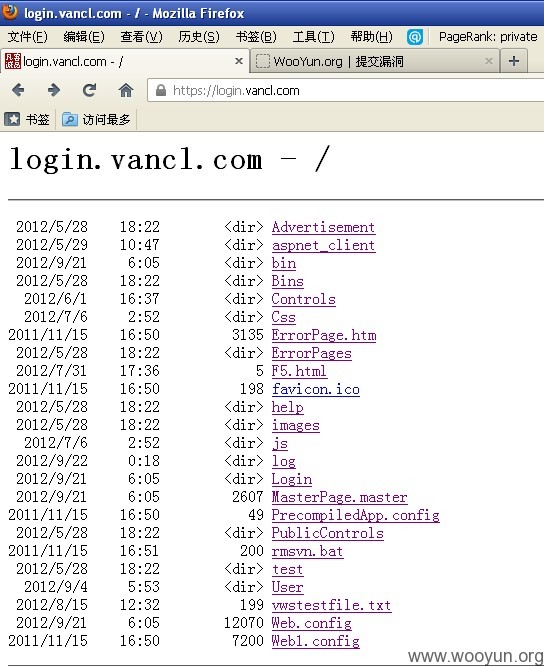 login.vancl.com - / - Mozilla Firefox
文件(F) 编辑(E) 查看(V) 历史(S) 书签(B) 工具(T) 帮助(H) @ PageRank: private
凡客诚品 login.vancl.com - / × WooYun.org | 提交漏洞 × +
https://login.vancl.com
书签 访问最多
login.vancl.com - /
2012/5/28 18:22 <dir> Advertisement
2012/5/29 10:47 <dir> aspnet_client
2012/9/21 6:05 <dir> bin
2012/5/28 18:22 <dir> Bins
2012/6/1 16:37 <dir> Controls
2012/7/6 2:52 <dir> Css
2011/11/15 16:50 3135 ErrorPage.htm
2012/5/28 18:22 <dir> ErrorPages
2012/7/31 17:36 5 F5.html
2011/11/15 16:50 198 favicon.ico
2012/5/28 18:22 <dir> help
2012/5/28 18:22 <dir> images
2012/7/6 2:52 <dir> js
2012/9/22 0:18 <dir> log
2012/9/21 6:05 <dir> Login
2012/9/21 6:05 2607 MasterPage.master
2011/11/15 16:50 49 PrecompiledApp.config
2012/5/28 18:22 <dir> PublicControls
2011/11/15 16:51 200 rmsvn.bat
2012/5/28 18:22 <dir> test
2012/9/4 5:53 <dir> User
2012/8/15 12:32 199 vwstestfile.txt
2012/9/21 6:05 12070 Web.config
2011/11/15 16:50 7200 Web1.config
www.wooyun.org